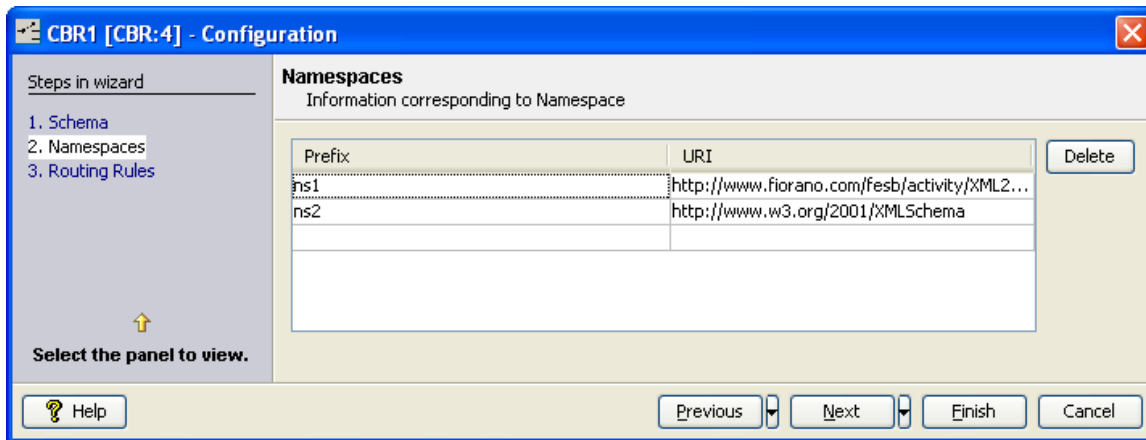 CBR1 [CBR:4] - Configuration
Steps in wizard
1. Schema
2. Namespaces
3. Routing Rules
Select the panel to view.
Namespaces
Information corresponding to Namespace
Prefix URI
ns1 http://www.fiorano.com/fesb/activity/XML2...
ns2 http://www.w3.org/2001/XMLSchema
Delete
Help Previous Next Finish Cancel